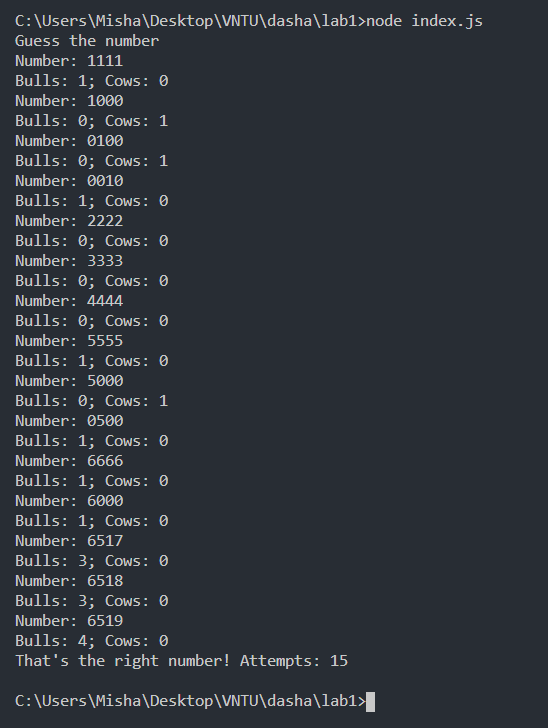 C:\Users\Misha\Desktop\VNTU\dasha\lab1>node index.js
Guess the number
Number: 1111
Bulls: 1; Cows: 0
Number: 1000
Bulls: 0; Cows: 1
Number: 0100
Bulls: 0; Cows: 1
Number: 0010
Bulls: 1; Cows: 0
Number: 2222
Bulls: 0; Cows: 0
Number: 3333
Bulls: 0; Cows: 0
Number: 4444
Bulls: 0; Cows: 0
Number: 5555
Bulls: 1; Cows: 0
Number: 5000
Bulls: 0; Cows: 1
Number: 0500
Bulls: 1; Cows: 0
Number: 6666
Bulls: 1; Cows: 0
Number: 6000
Bulls: 1; Cows: 0
Number: 6517
Bulls: 3; Cows: 0
Number: 6518
Bulls: 3; Cows: 0
Number: 6519
Bulls: 4; Cows: 0
That's the right number! Attempts: 15
C:\Users\Misha\Desktop\VNTU\dasha\lab1>